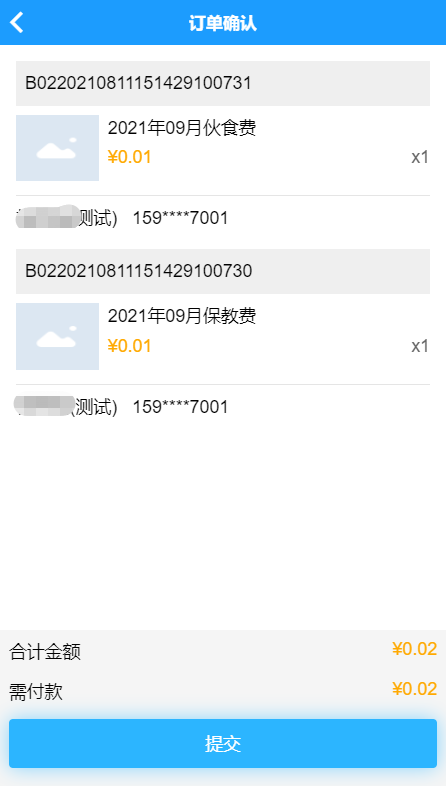 订单确认
B0220210811151429100731
2021年09月伙食费
¥0.01 x1
测试) 159****7001
B0220210811151429100730
2021年09月保教费
¥0.01 x1
(测试) 159****7001
合计金额 ¥0.02
需付款 ¥0.02
提交